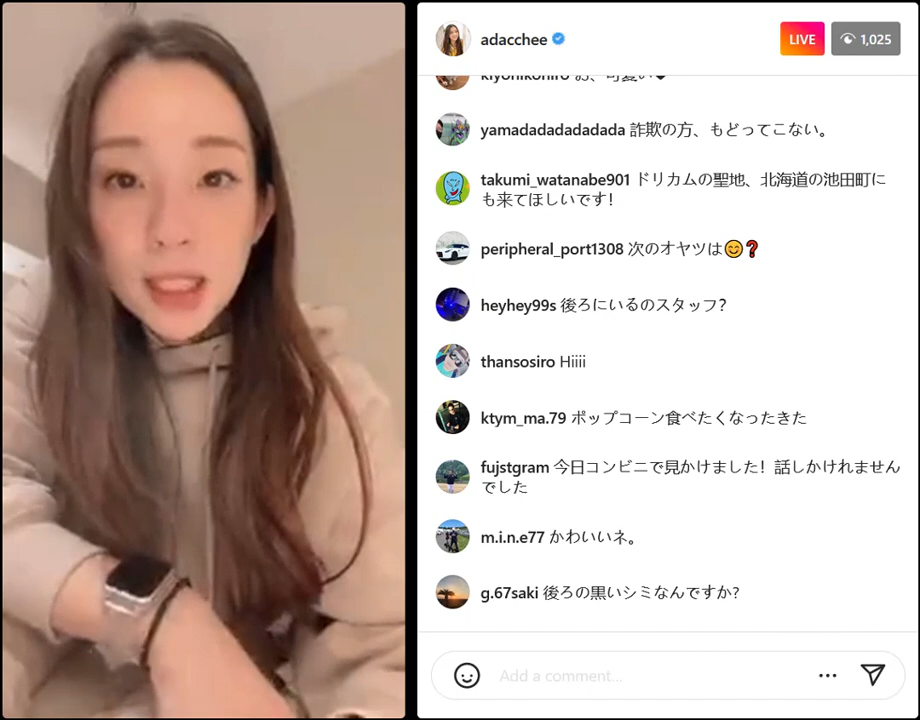 adacchee
LIVE
1,025
kiyohikohiro お、可愛い❤
yamadadadadadada 詐欺の方、もどってこない。
takumi_watanabe901 ドリカムの聖地、北海道の池田町に
も来てほしいです！
peripheral_port1308 次のオヤツは😊❓
heyhey99s 後ろにいるのスタッフ？
thansosiro Hiiii
ktym_ma.79 ポップコーン食べたくなったきた
fujstgram 今日コンビニで見かけました！話しかけれません
でした
m.i.n.e77 かわいいネ。
g.67saki 後ろの黒いシミなんですか？
Add a comment...